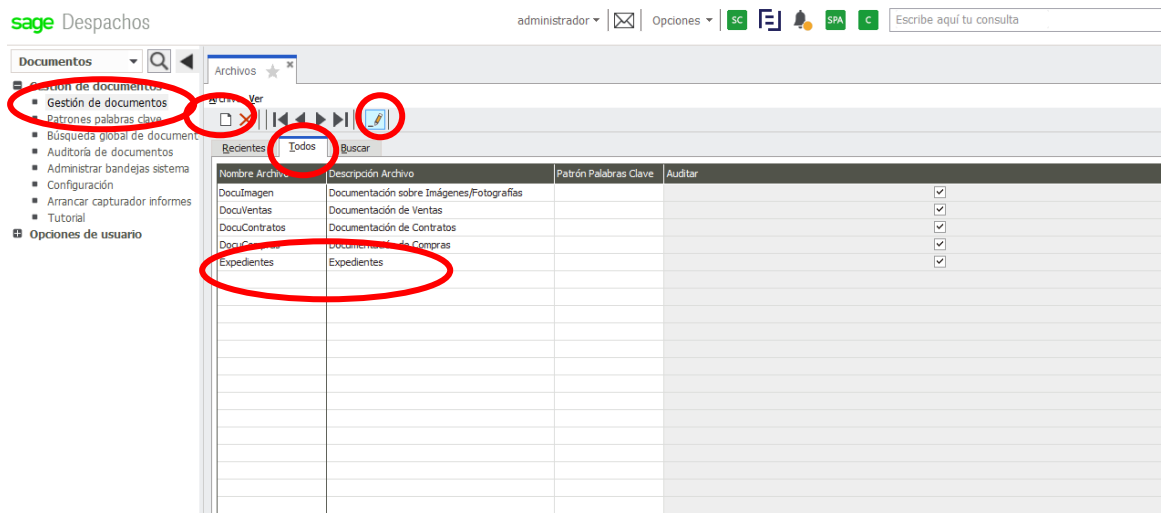 sage Despachos
administrador Opciones SC SPA C Escribe aquí tu consulta
Documentos
Archivos
Gestión de documentos
Gestión de documentos
Patrones palabras clave
Búsqueda global de document
Auditoría de documentos
Administrar bandejas sistema
Configuración
Arrancar capturador informes
Tutorial
Opciones de usuario
Archivo Ver
Recientes Todos Buscar
Nombre Archivo Descripción Archivo Patrón Palabras Clave Auditar
DocuImagen Documentación sobre Imágenes/Fotografías
DocuVentas Documentación de Ventas
DocuContratos Documentación de Contratos
DocuCompras Documentación de Compras
Expedientes Expedientes